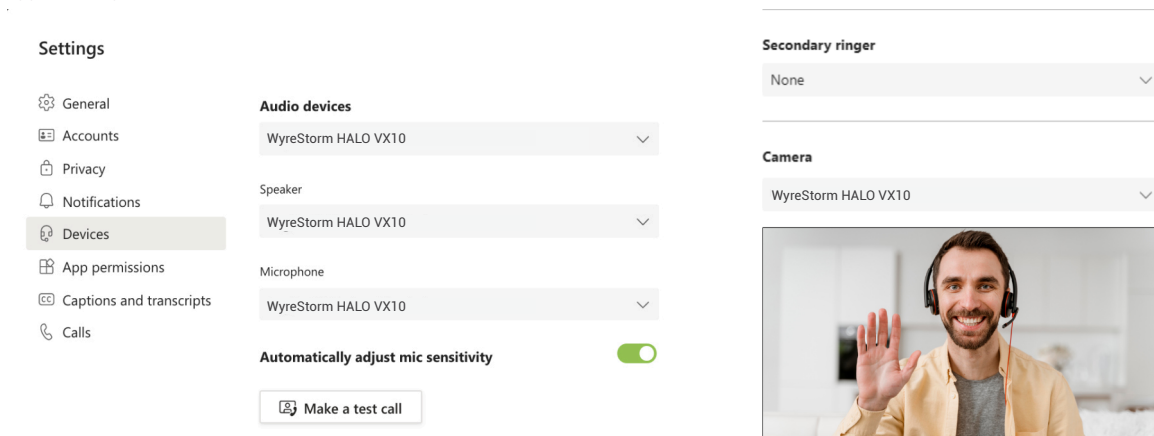 Settings
General
Accounts
Privacy
Notifications
Devices
App permissions
CC Captions and transcripts
Calls
Audio devices
WyreStorm HALO VX10
Speaker
WyreStorm HALO VX10
Microphone
WyreStorm HALO VX10
Automatically adjust mic sensitivity
Make a test call
Secondary ringer
None
Camera
WyreStorm HALO VX10